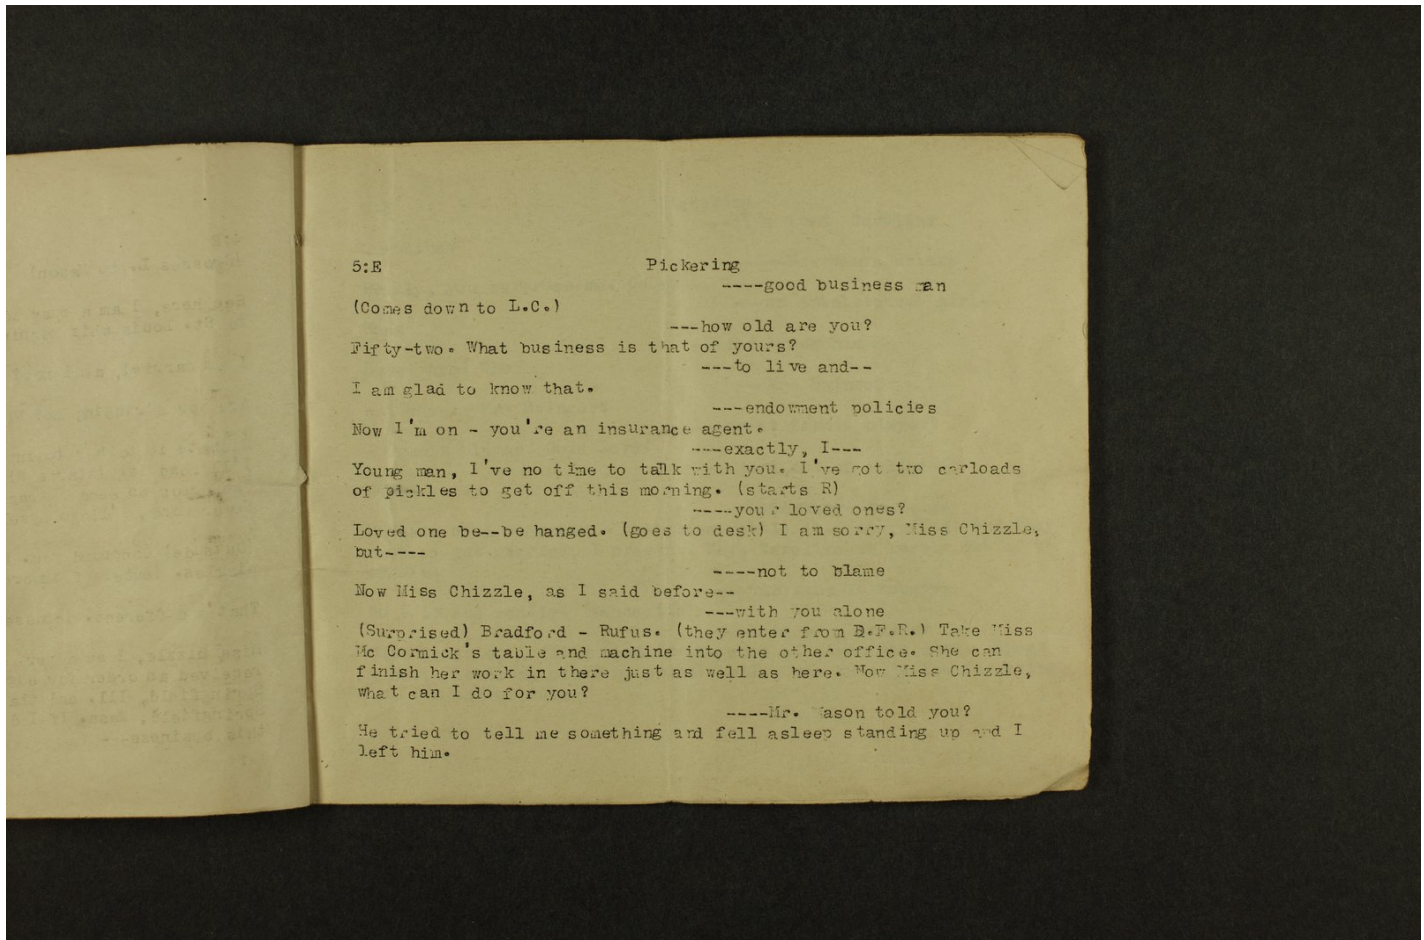 5:E Pickering
----good business man
(Comes down to L.C.)
---how old are you?
Fifty-two. What business is that of yours?
---to live and--
I am glad to know that.
---endowment policies
Now I'm on - you're an insurance agent.
---exactly, I---
Young man, I've no time to talk with you. I've got two carloads
of pickles to get off this morning. (starts R)
----your loved ones?
Loved one be--be hanged. (goes to desk) I am sorry, Miss Chizzle,
but----
----not to blame
Now Miss Chizzle, as I said before--
---with you alone
(Surprised) Bradford - Rufus. (they enter from D.F.R.) Take Miss
Mc Cormick's table and machine into the other office. She can
finish her work in there just as well as here. Now Miss Chizzle,
what can I do for you?
----Mr. Mason told you?
He tried to tell me something and fell asleep standing up and I
left him.